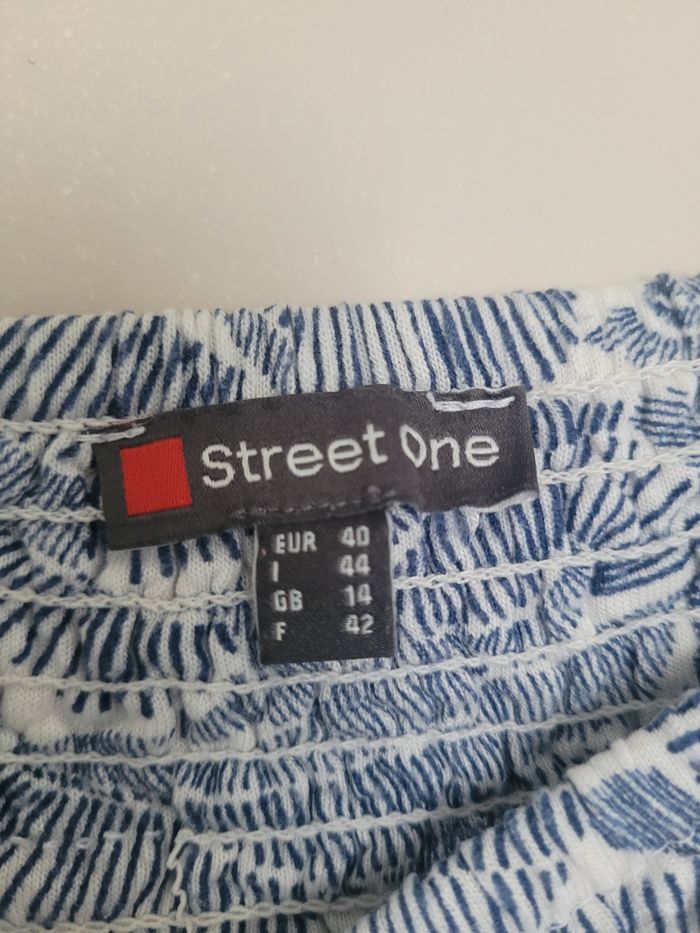 Street One
EUR 40
I 44
GB 14
F 42